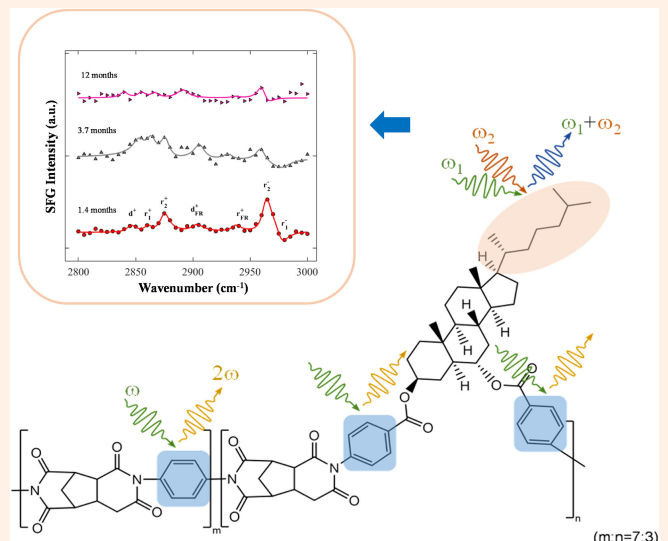 12 months
3.7 months
1.4 months
d⁺
r₁⁺
r₂⁺
d⁺FR
r⁺FR
r₂⁻
r₁⁻
SFG Intensity (a.u.)
2800
2850
2900
2950
3000
Wavenumber (cm⁻¹)
ω₁
ω₂
ω₁+ω₂
H
H
H
H
H
O
O
O
O
ω
2ω
O
O
N
N
O
O
m
O
O
N
N
O
O
n
(m:n=7:3)